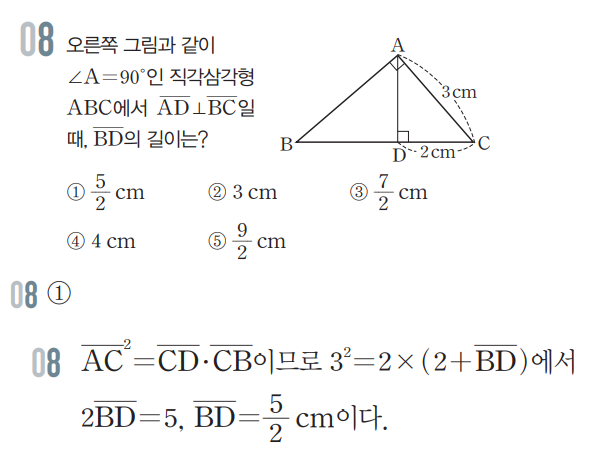 08 오른쪽 그림과 같이
∠A=90°인 직각삼각형
ABC에서 AD⊥BC일
때, BD의 길이는?
A
3cm
B
D
2cm
C
① 5/2 cm ② 3 cm ③ 7/2 cm
④ 4 cm ⑤ 9/2 cm
08 ①
08 AC²=CD·CB이므로 3²=2×(2+BD)에서
2BD=5, BD=5/2 cm이다.